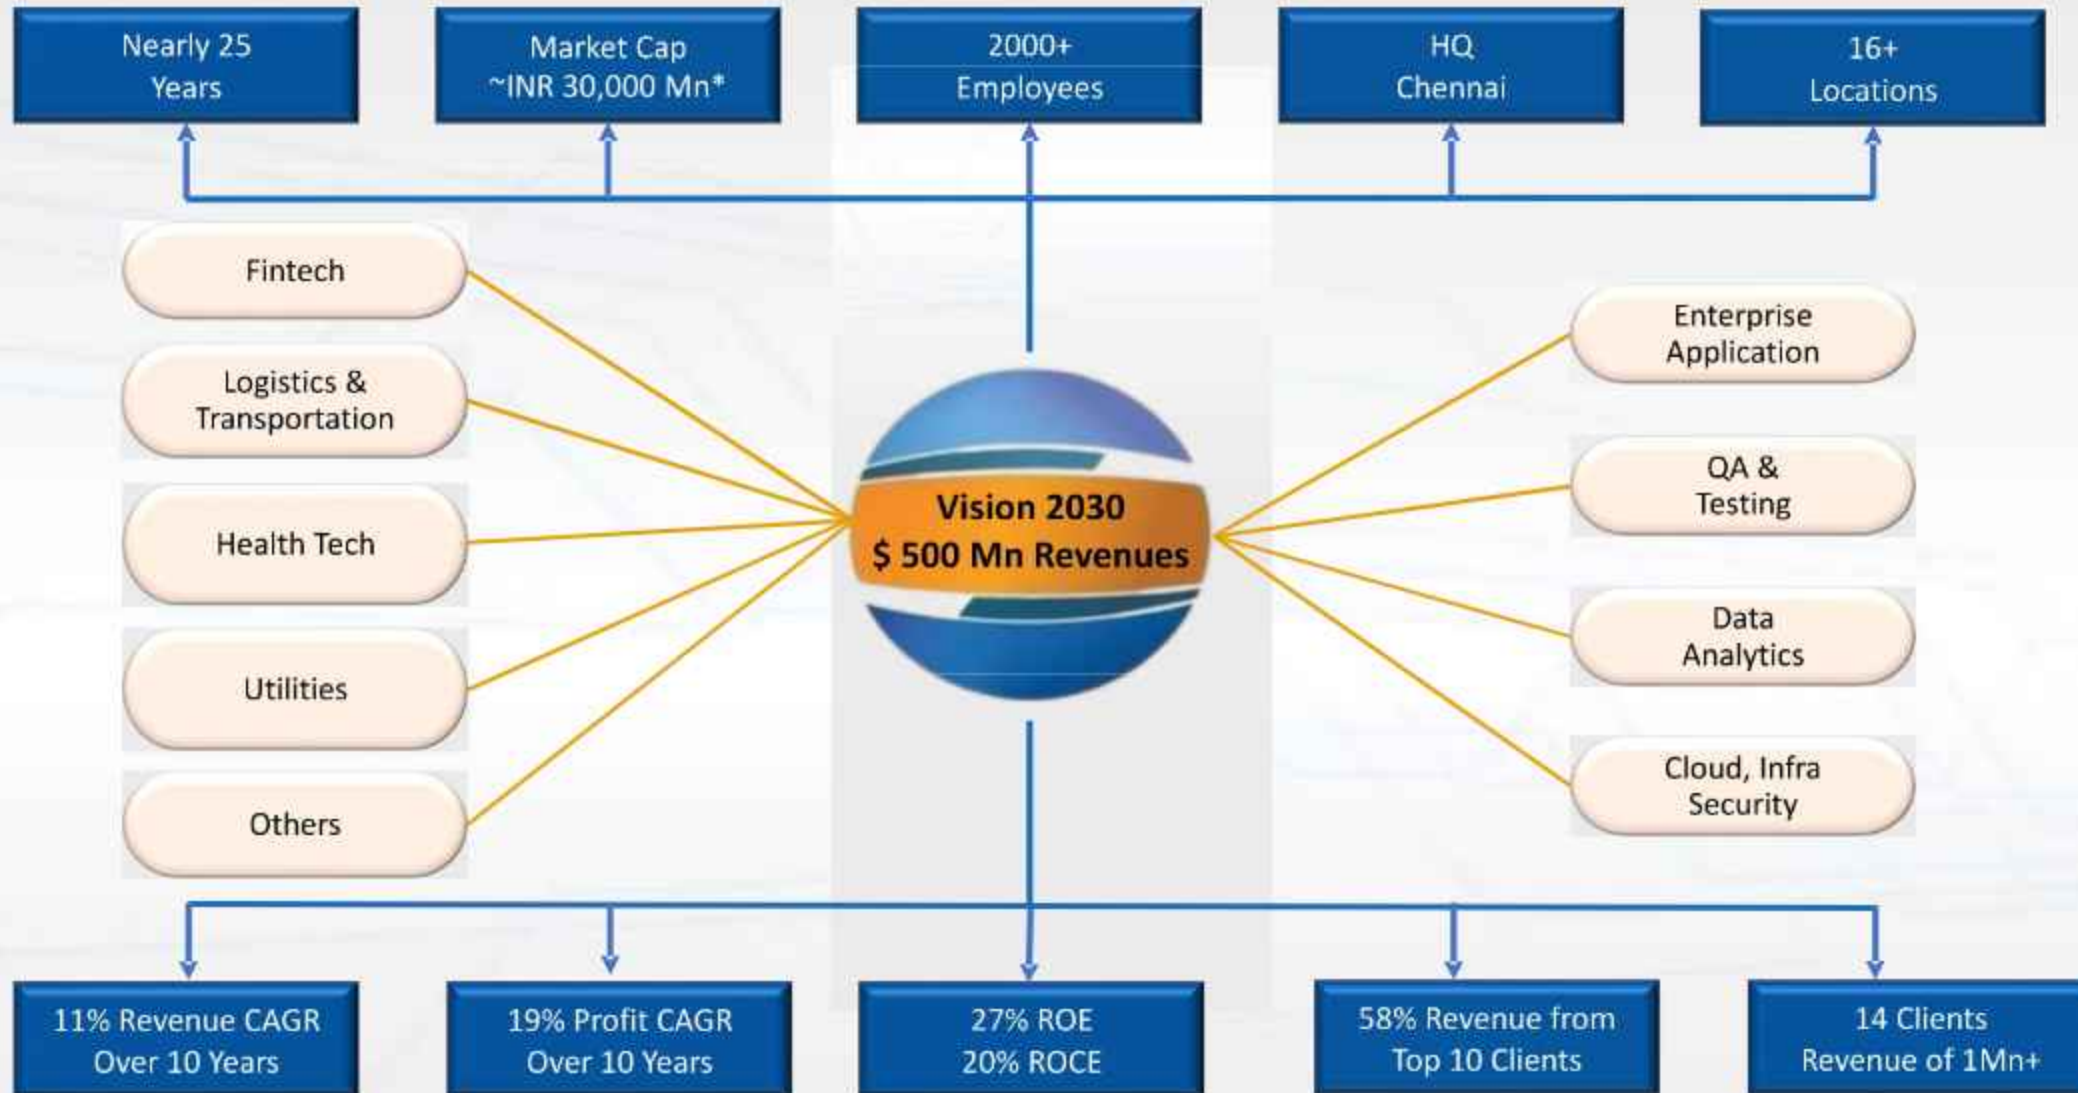 Nearly 25
Years
Market Cap
~INR 30,000 Mn*
2000+
Employees
HQ
Chennai
16+
Locations
Fintech
Logistics &
Transportation
Health Tech
Utilities
Others
Vision 2030
$ 500 Mn Revenues
Enterprise
Application
QA &
Testing
Data
Analytics
Cloud, Infra
Security
11% Revenue CAGR
Over 10 Years
19% Profit CAGR
Over 10 Years
27% ROE
20% ROCE
58% Revenue from
Top 10 Clients
14 Clients
Revenue of 1Mn+